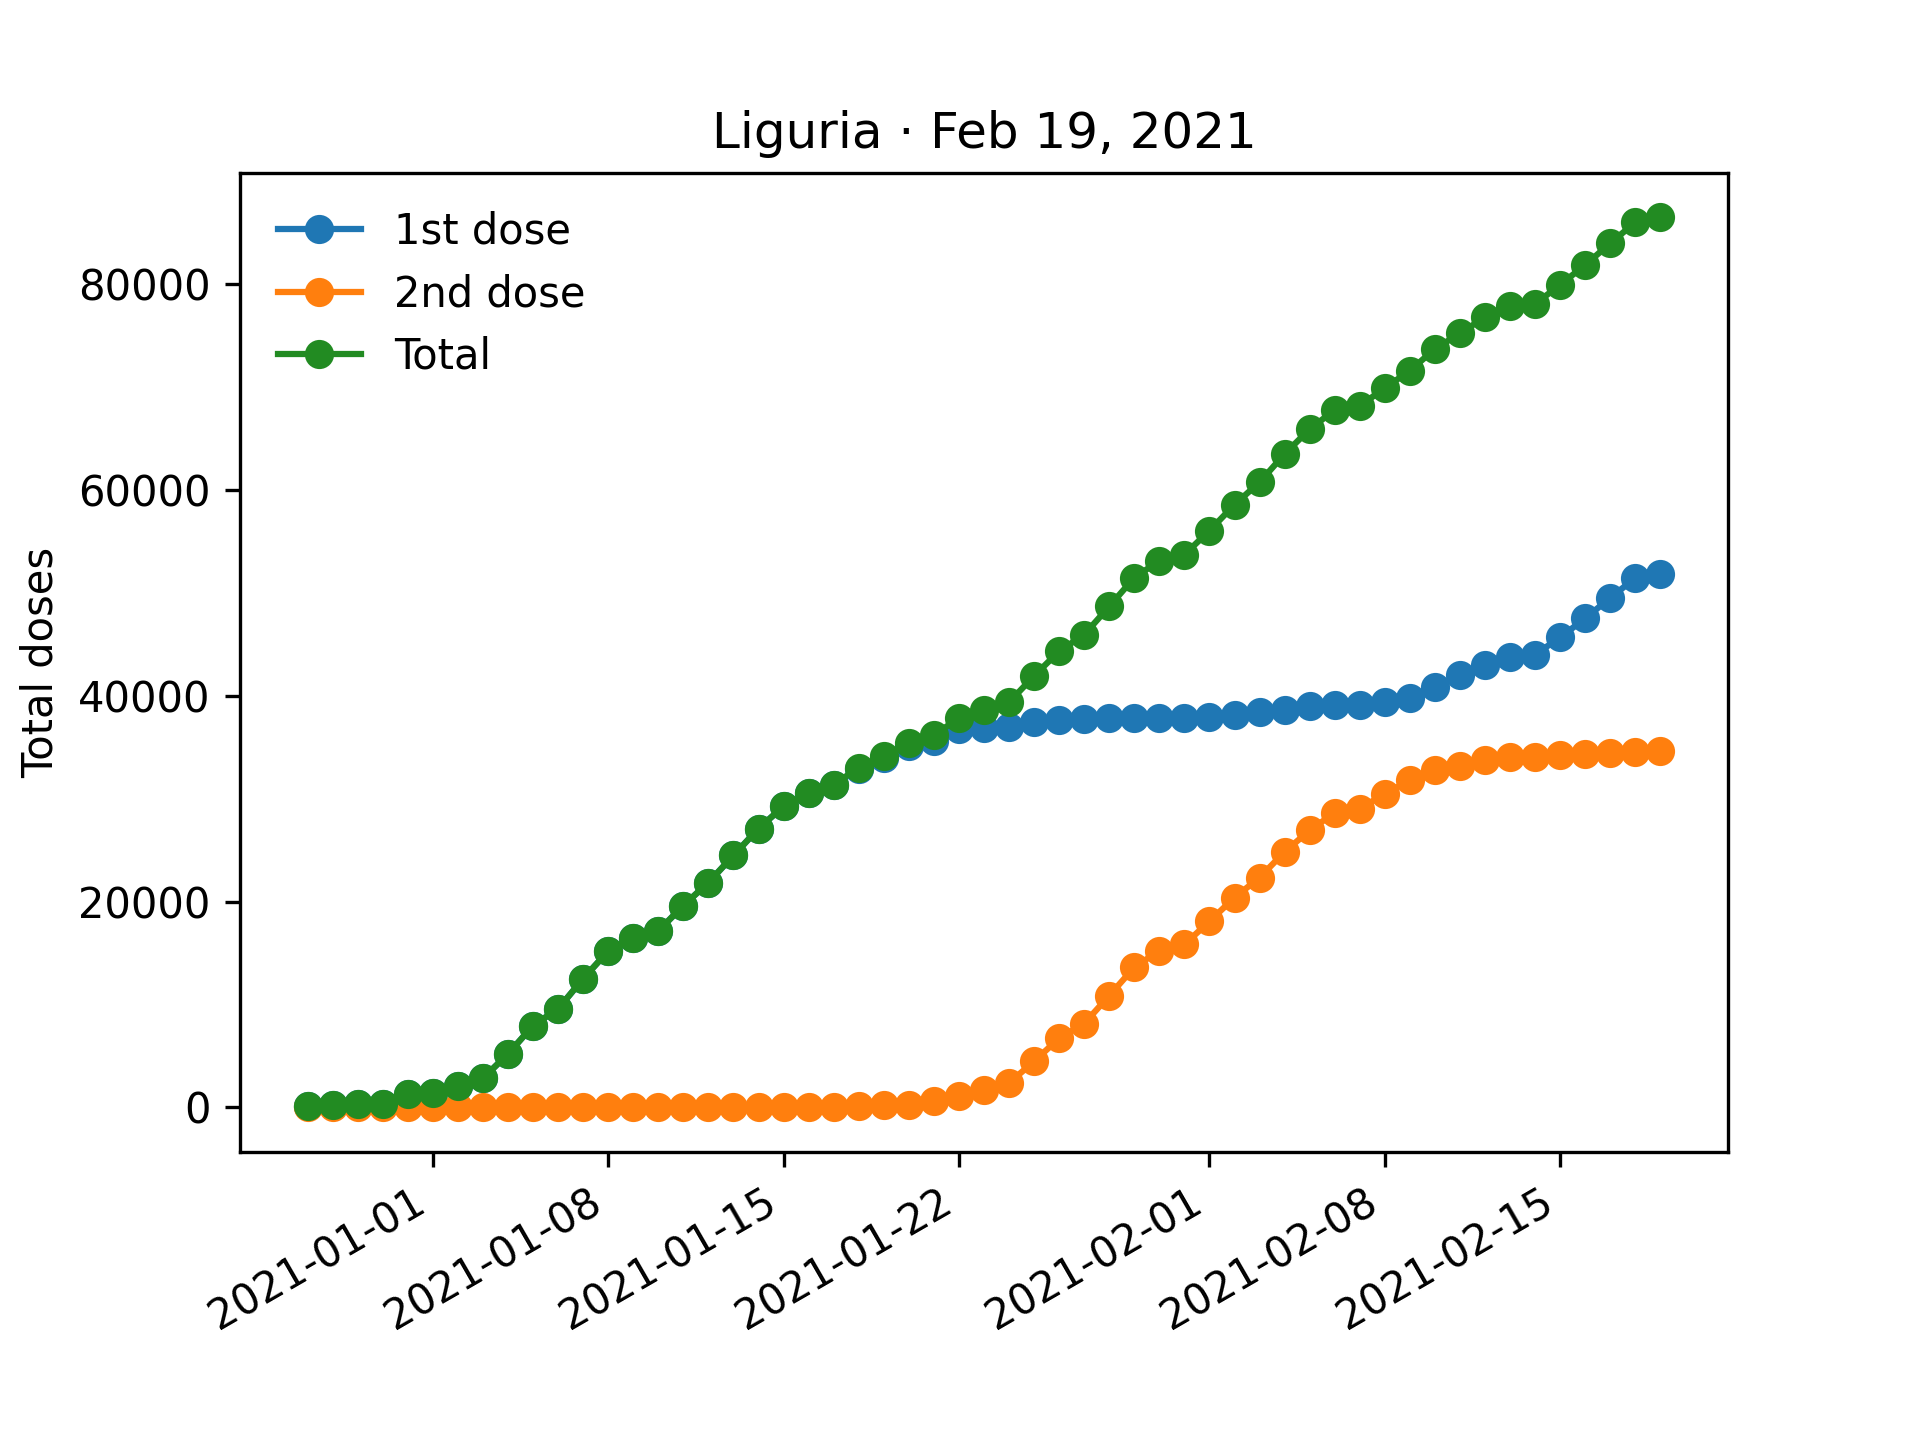 Liguria · Feb 19, 2021
1st dose
2nd dose
Total
Total doses
80000
60000
40000
20000
0
2021-01-01
2021-01-08
2021-01-15
2021-01-22
2021-02-01
2021-02-08
2021-02-15